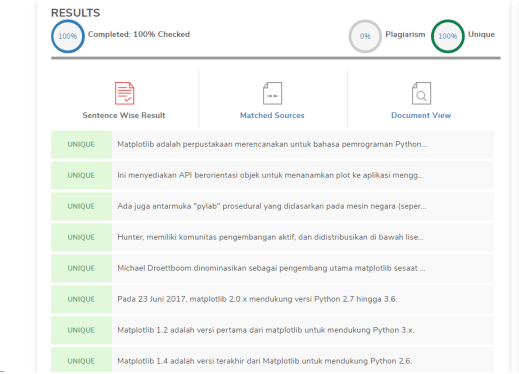 RESULTS
100% Completed: 100% Checked 0% Plagiarism 100% Unique
Sentence Wise Result Matched Sources Document View
UNIQUE Matplotlib adalah perpustakaan merencanakan untuk bahasa pemrograman Python...
UNIQUE Ini menyediakan API berorientasi objek untuk menanamkan plot ke aplikasi mengg...
UNIQUE Ada juga antarmuka "pylab" prosedural yang didasarkan pada mesin negara (seper...
UNIQUE Hunter, memiliki komunitas pengembangan aktif, dan didistribusikan di bawah lise...
UNIQUE Michael Droettboom dinominasikan sebagai pengembang utama matplotlib sesaat ...
UNIQUE Pada 23 Juni 2017, matplotlib 2.0.x mendukung versi Python 2.7 hingga 3.6.
UNIQUE Matplotlib 1.2 adalah versi pertama dari matplotlib untuk mendukung Python 3.x.
UNIQUE Matplotlib 1.4 adalah versi terakhir dari Matplotlib untuk mendukung Python 2.6.